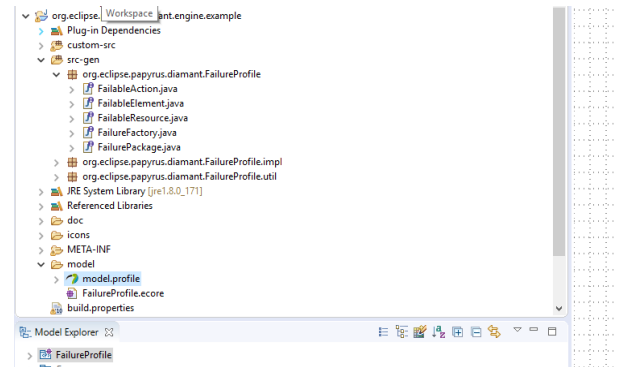 org.eclipse. Workspace ant.engine.example
Plug-in Dependencies
custom-src
src-gen
org.eclipse.papyrus.diamant.FailureProfile
FailableAction.java
FailableElement.java
FailableResource.java
FailureFactory.java
FailurePackage.java
org.eclipse.papyrus.diamant.FailureProfile.impl
org.eclipse.papyrus.diamant.FailureProfile.util
JRE System Library [jre1.8.0_171]
Referenced Libraries
doc
icons
META-INF
model
model.profile
FailureProfile.ecore
build.properties
Model Explorer
FailureProfile